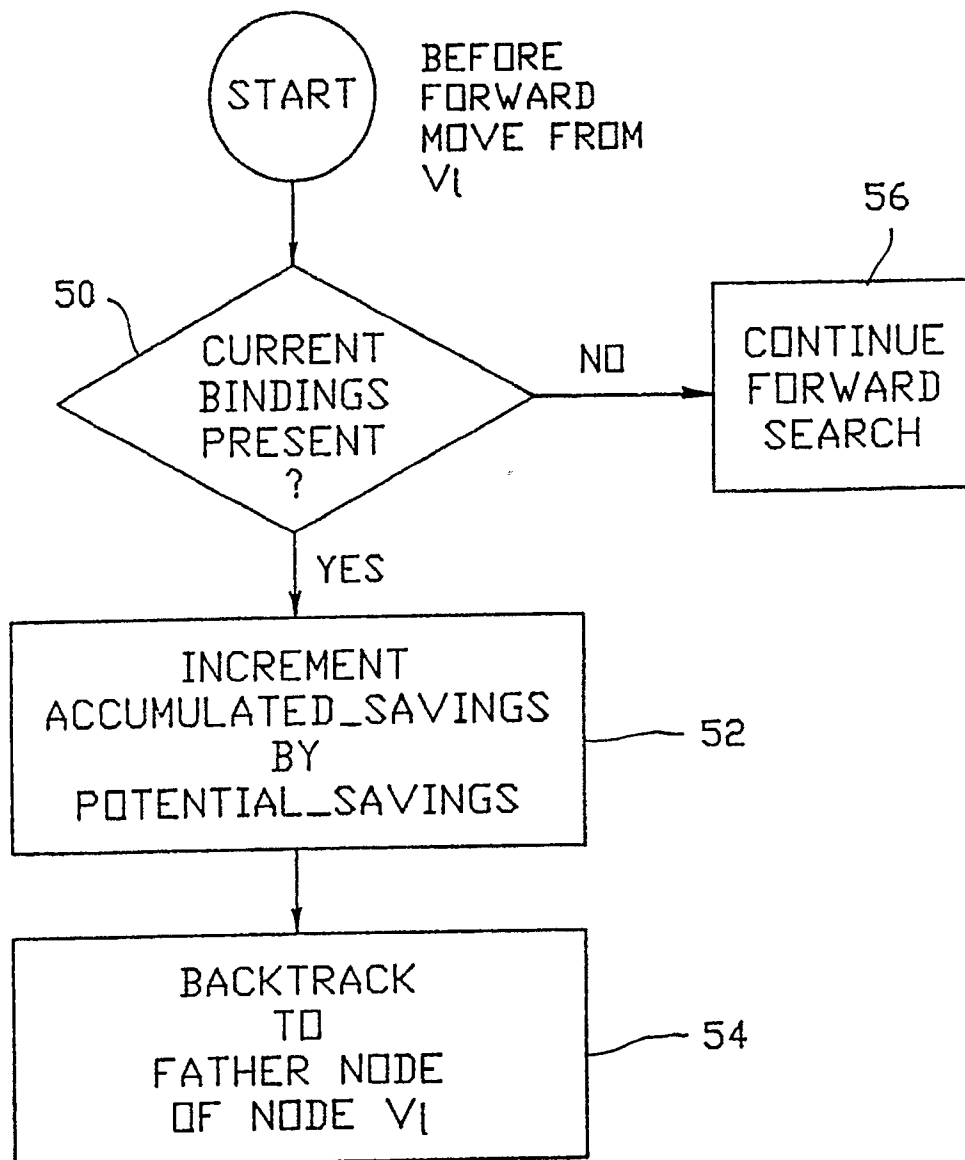 START
BEFORE
FORWARD
MOVE FROM
Vl
50
CURRENT
BINDINGS
PRESENT
?
NO
56
CONTINUE
FORWARD
SEARCH
YES
INCREMENT
ACCUMULATED_SAVINGS
BY
POTENTIAL_SAVINGS
52
BACKTRACK
TO
FATHER NODE
OF NODE Vl
54